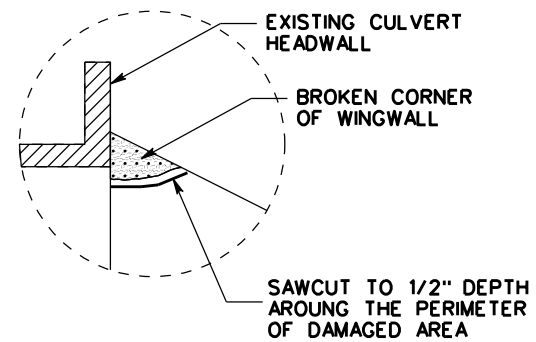 EXISTING CULVERT
HEADWALL
BROKEN CORNER
OF WINGWALL
SAWCUT TO 1/2" DEPTH
AROUNG THE PERIMETER
OF DAMAGED AREA